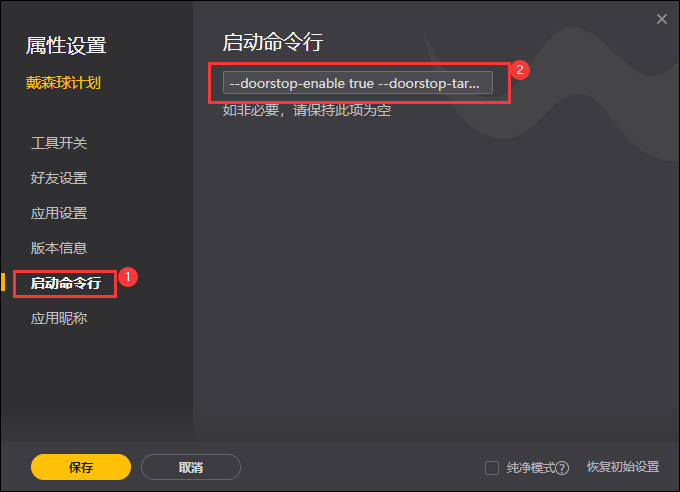 属性设置
戴森球计划
工具开关
好友设置
应用设置
版本信息
启动命令行
1
应用昵称
启动命令行
--doorstop-enable true --doorstop-tar...
2
如非必要，请保持此项为空
保存
取消
纯净模式?
恢复初始设置